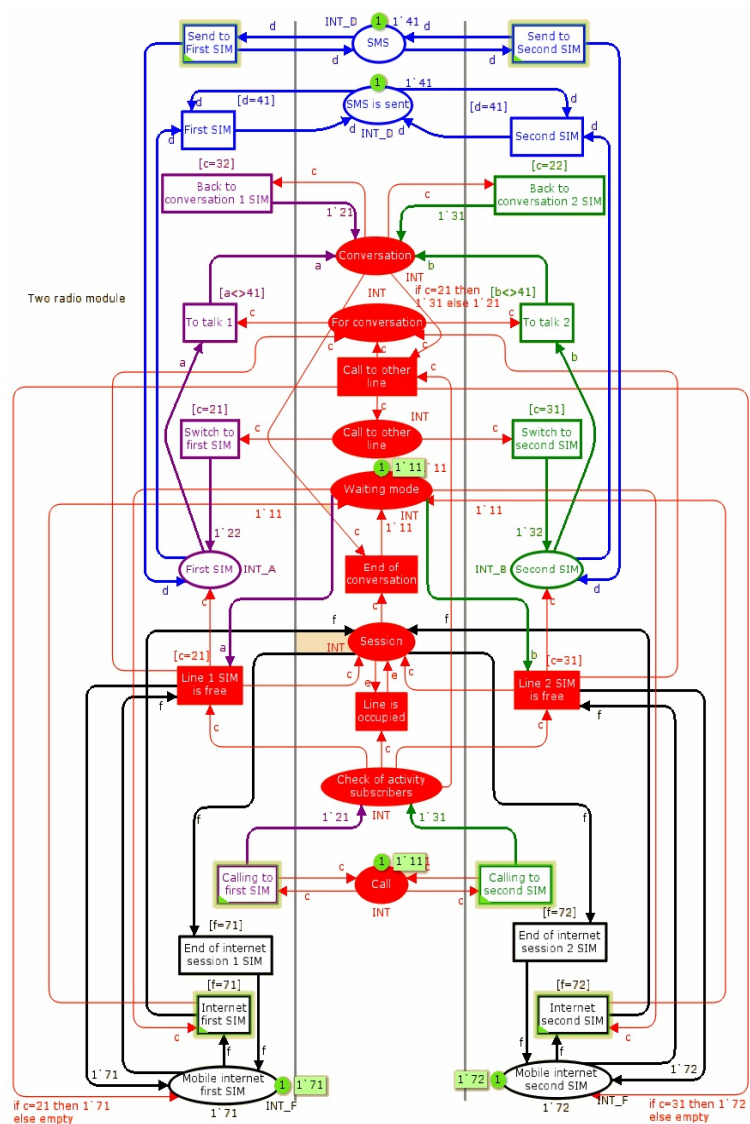 INT_D 1 1`41
Send to
First SIM
d
SMS
d
Send to
Second SIM
d
d
d
d
1
1`41
d
[d=41]
SMS is sent
[d=41]
d
First SIM
d
INT_D
d
Second SIM
d
d
[c=32]
[c=22]
Back to
conversation 1 SIM
c
c
Back to
conversation 2 SIM
1`21
1`31
Conversation
a
b
INT
Two radio module
[a<>41]
INT
if c=21 then
1`31 else 1`21
[b<>41]
To talk 1
c
For conversation
c
To talk 2
c
c
c
c
a
Call to other
line
c
b
c
[c=21]
INT
[c=31]
Switch to
first SIM
c
Call to other
line
c
Switch to
second SIM
1
1`11
`11
Waiting mode
1`11
INT
1`11
1`11
1`22
1`32
c
First SIM
INT_A
End of
conversation
INT_B
Second SIM
d
d
c
c
c
f
f
Session
INT
[c=21]
a
b
[c=31]
c
c
Line 1 SIM
is free
e
e
Line 2 SIM
is free
f
f
Line is
occupied
c
c
c
Check of activity
subscribers
INT
f
f
1`21
1`31
1
1`11
1
Calling to
first SIM
c
c
Call
c
c
Calling to
second SIM
INT
[f=71]
[f=72]
End of internet
session 1 SIM
End of internet
session 2 SIM
[f=71]
[f=72]
Internet
first SIM
Internet
second SIM
c
c
f
f
f
f
1`71
1`72
Mobile internet
first SIM
1
1`71
1`72
1
Mobile internet
second SIM
if c=21 then 1`71
else empty
1`71
INT_F
1`72
INT_F
if c=31 then 1`72
else empty